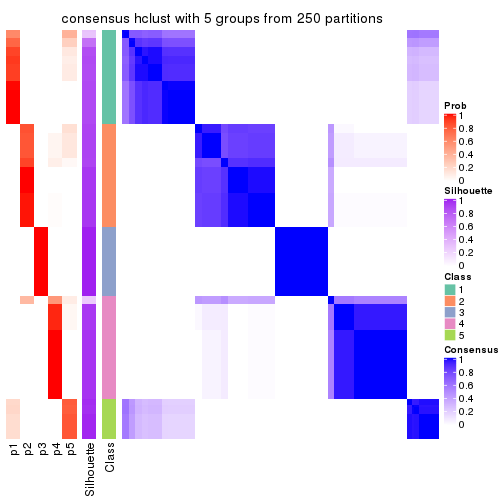 consensus hclust with 5 groups from 250 partitions
Prob
1
0.8
0.6
0.4
0.2
0
Silhouette
1
0.8
0.6
0.4
0.2
0
Class
1
2
3
4
5
Consensus
1
0.8
0.6
0.4
0.2
0
p1
p2
p3
p4
p5
Silhouette
Class